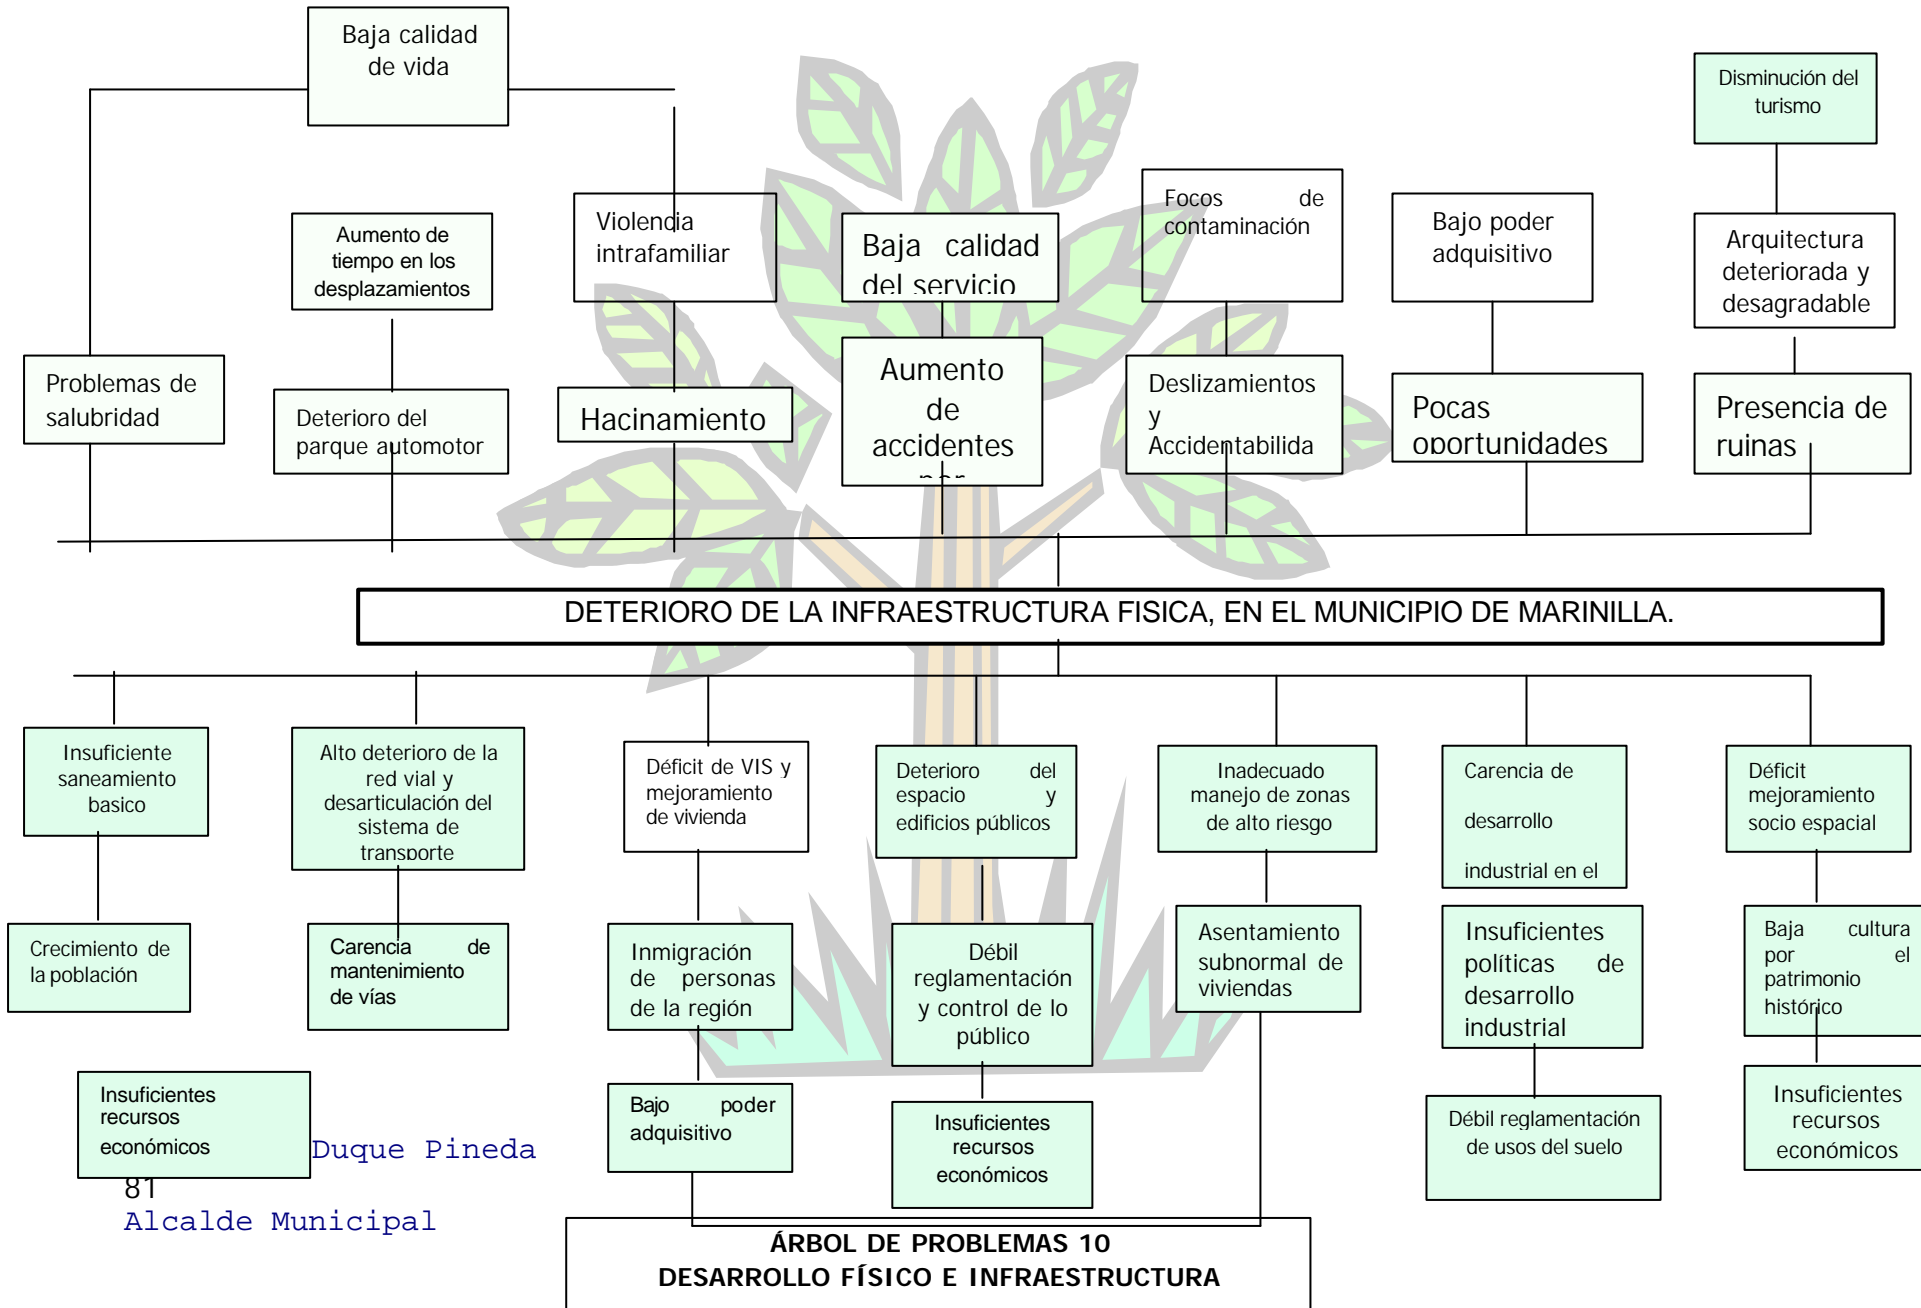 Baja calidad
de vida
Disminución del
turismo
Aumento de
tiempo en los
desplazamientos
Violencia
intrafamiliar
Baja calidad
del servicio
Focos de
contaminación
Bajo poder
adquisitivo
Arquitectura
deteriorada y
desagradable
Problemas de
salubridad
Deterioro del
parque automotor
Hacinamiento
Aumento
de
accidentes
por
Deslizamientos
y
Accidentabilida
Pocas
oportunidades
Presencia de
ruinas
DETERIORO DE LA INFRAESTRUCTURA FISICA, EN EL MUNICIPIO DE MARINILLA.
Insuficiente
saneamiento
basico
Alto deterioro de la
red vial y
desarticulación del
sistema de
transporte
Déficit de VIS y
mejoramiento
de vivienda
Deterioro del
espacio y
edificios públicos
Inadecuado
manejo de zonas
de alto riesgo
Carencia de
desarrollo
industrial en el
Déficit
mejoramiento
socio espacial
Crecimiento de
la población
Carencia de
mantenimiento
de vías
Inmigración
de personas
de la región
Débil
reglamentación
y control de lo
público
Asentamiento
subnormal de
viviendas
Insuficientes
políticas de
desarrollo
industrial
Baja cultura
por el
patrimonio
histórico
Insuficientes
recursos
económicos
Bajo poder
adquisitivo
Insuficientes
recursos
económicos
Débil reglamentación
de usos del suelo
Insuficientes
recursos
económicos
Duque Pineda
81
Alcalde Municipal
ÁRBOL DE PROBLEMAS 10
DESARROLLO FÍSICO E INFRAESTRUCTURA